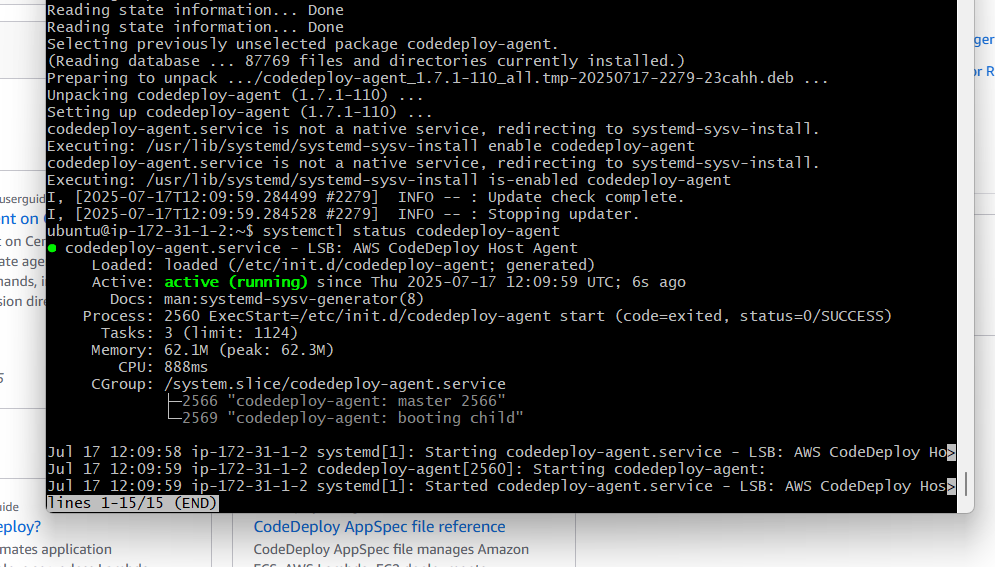 Reading state information... Done
Reading state information... Done
Selecting previously unselected package codedeploy-agent.
(Reading database ... 87769 files and directories currently installed.)
Preparing to unpack .../codedeploy-agent_1.7.1-110_all.tmp-20250717-2279-23cahh.deb ...
Unpacking codedeploy-agent (1.7.1-110) ...
Setting up codedeploy-agent (1.7.1-110) ...
codedeploy-agent.service is not a native service, redirecting to systemd-sysv-install.
Executing: /usr/lib/systemd/systemd-sysv-install enable codedeploy-agent
codedeploy-agent.service is not a native service, redirecting to systemd-sysv-install.
Executing: /usr/lib/systemd/systemd-sysv-install is-enabled codedeploy-agent
I, [2025-07-17T12:09:59.284499 #2279]  INFO -- : Update check complete.
I, [2025-07-17T12:09:59.284528 #2279]  INFO -- : Stopping updater.
ubuntu@ip-172-31-1-2:~$ systemctl status codedeploy-agent
● codedeploy-agent.service - LSB: AWS CodeDeploy Host Agent
     Loaded: loaded (/etc/init.d/codedeploy-agent; generated)
     Active: active (running) since Thu 2025-07-17 12:09:59 UTC; 6s ago
       Docs: man:systemd-sysv-generator(8)
    Process: 2560 ExecStart=/etc/init.d/codedeploy-agent start (code=exited, status=0/SUCCESS)
      Tasks: 3 (limit: 1124)
     Memory: 62.1M (peak: 62.3M)
        CPU: 888ms
     CGroup: /system.slice/codedeploy-agent.service
             ├─2566 "codedeploy-agent: master 2566"
             └─2569 "codedeploy-agent: booting child"
Jul 17 12:09:58 ip-172-31-1-2 systemd[1]: Starting codedeploy-agent.service - LSB: AWS CodeDeploy Ho>
Jul 17 12:09:59 ip-172-31-1-2 codedeploy-agent[2560]: Starting codedeploy-agent:
Jul 17 12:09:59 ip-172-31-1-2 systemd[1]: Started codedeploy-agent.service - LSB: AWS CodeDeploy Hos>
lines 1-15/15 (END)
userguid
nt on
t on Cer
ate age
nands, i
sion dire
ger
or R
uide
eploy?
mates application
CodeDeploy AppSpec file reference
CodeDeploy AppSpec file manages Amazon